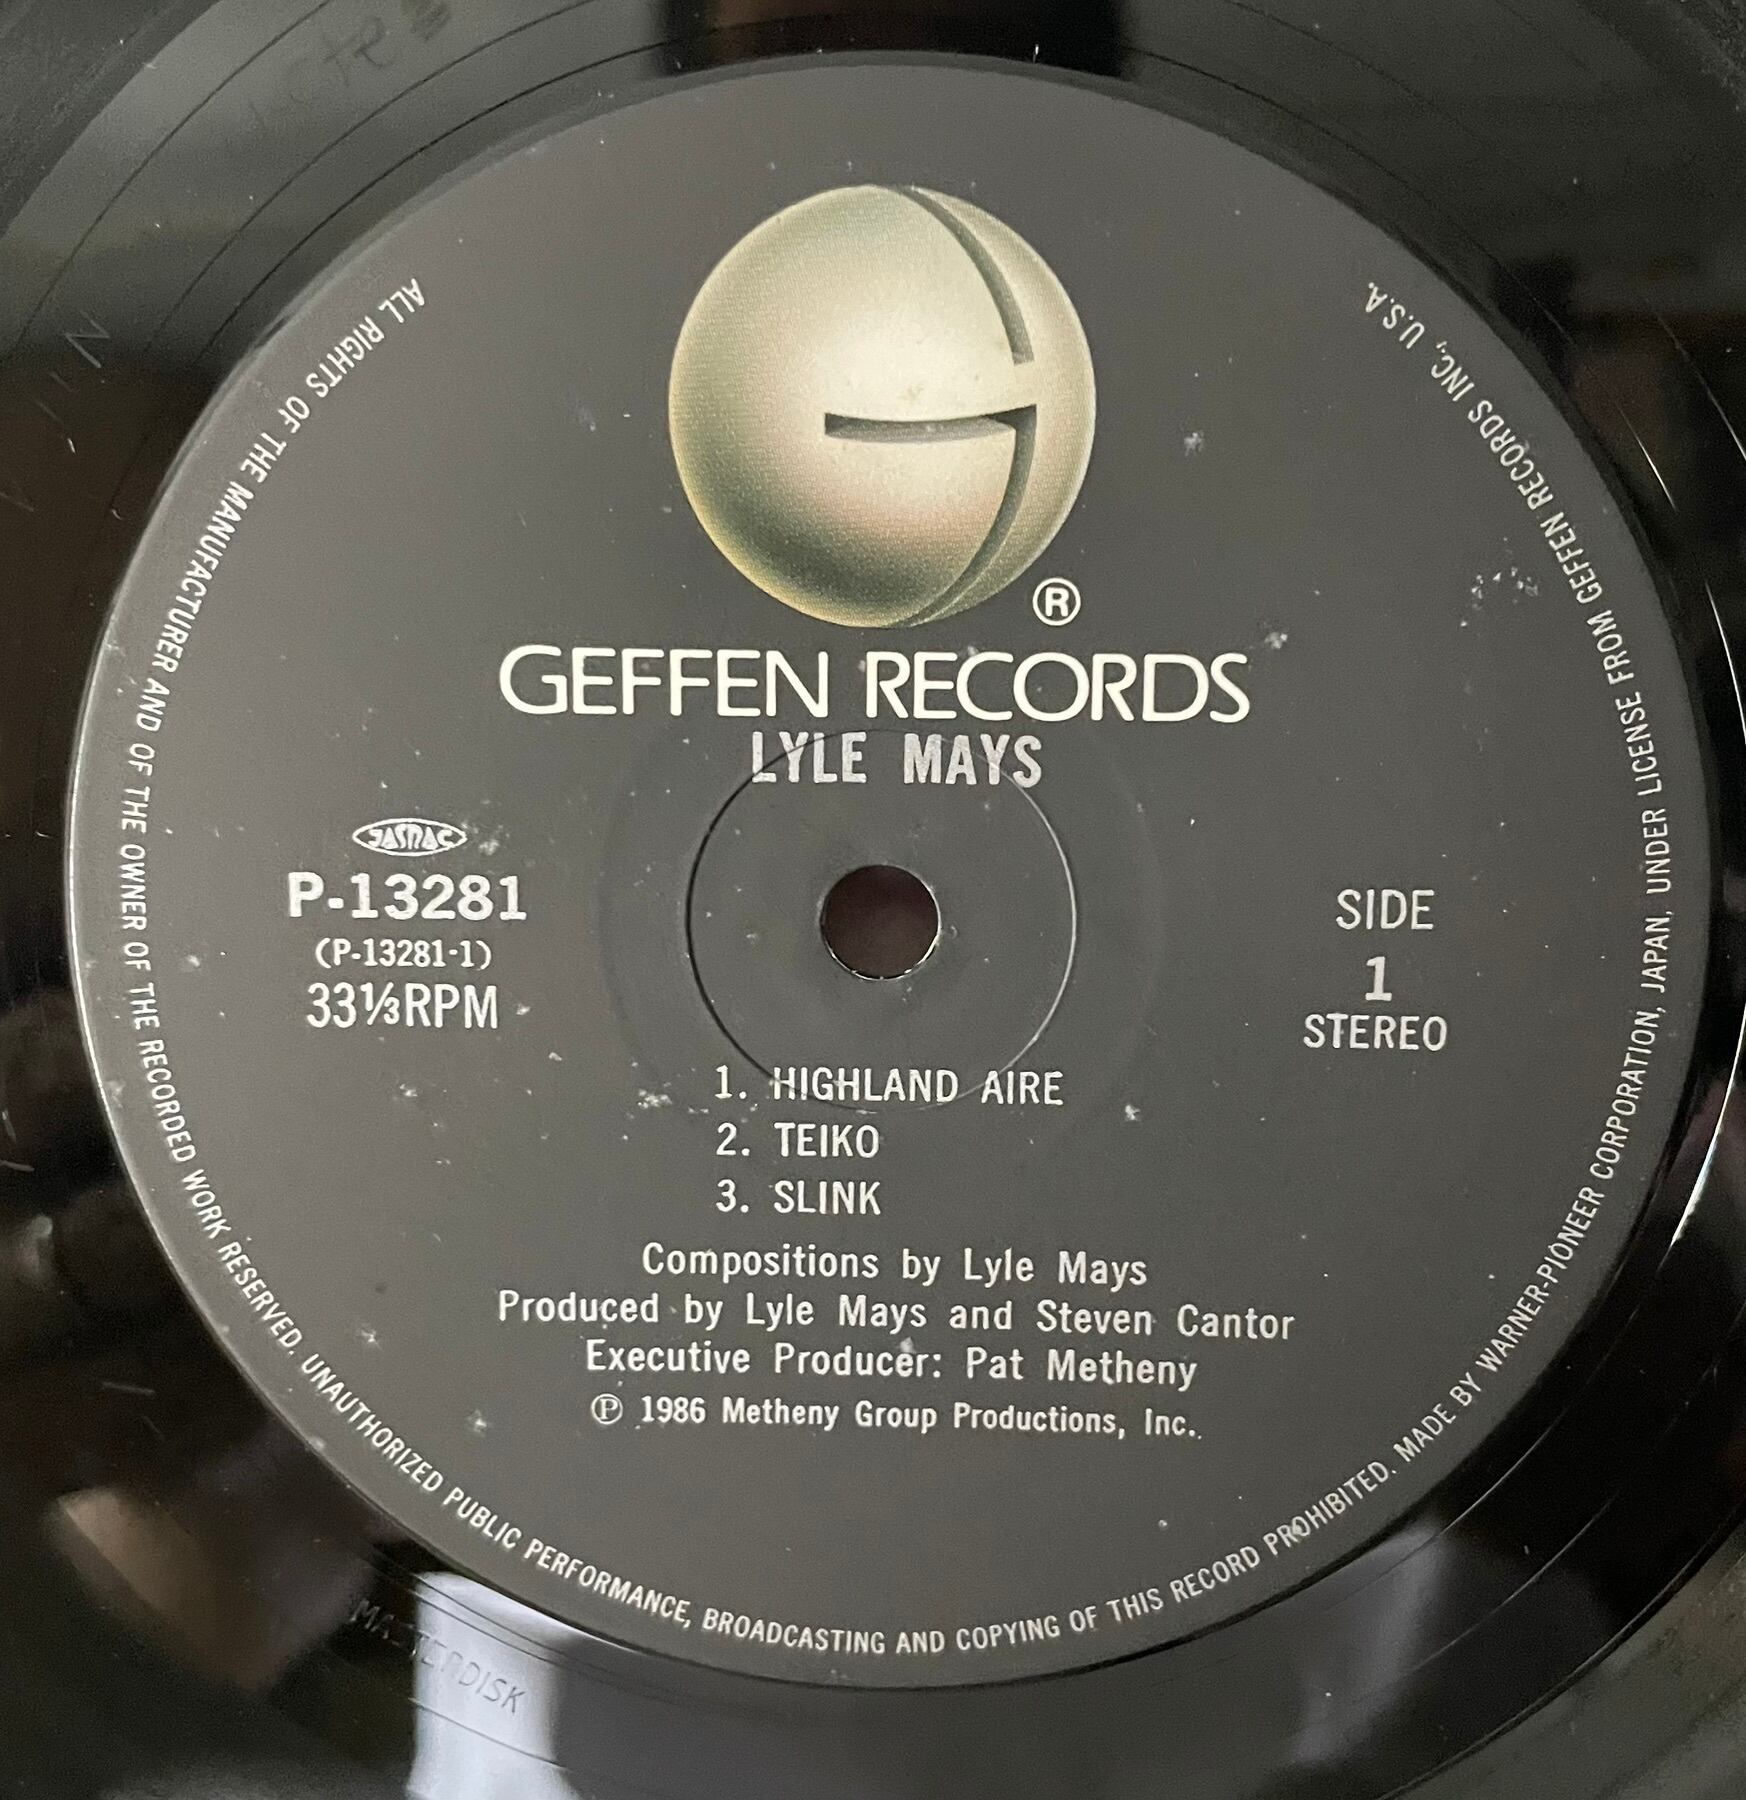 ®
GEFFEN RECORDS
LYLE MAYS
JASRAC
P-13281
(P-13281-1)
33⅓RPM
SIDE
1
STEREO
1. HIGHLAND AIRE
2. TEIKO
3. SLINK
Compositions by Lyle Mays
Produced by Lyle Mays and Steven Cantor
Executive Producer: Pat Metheny
℗ 1986 Metheny Group Productions, Inc.
ALL RIGHTS OF THE MANUFACTURER AND OF THE OWNER OF THE RECORDED WORK RESERVED. UNAUTHORIZED PUBLIC PERFORMANCE, BROADCASTING AND COPYING OF THIS RECORD PROHIBITED. MADE BY WARNER-PIONEER CORPORATION, JAPAN, UNDER LICENSE FROM GEFFEN RECORDS INC., U.S.A.
MASTERDISK